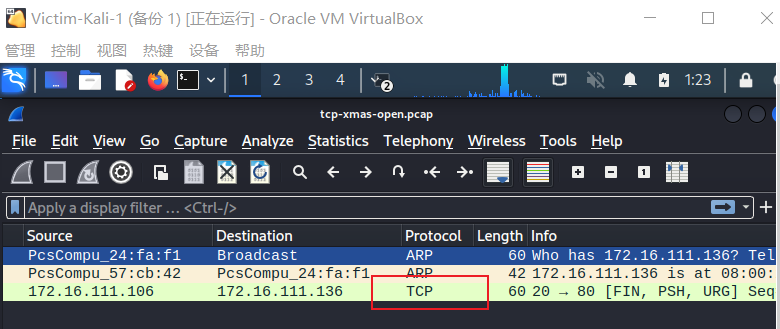 Victim-Kali-1 (备份 1) [正在运行] - Oracle VM VirtualBox
管理 控制 视图 热键 设备 帮助
1 2 3 4 2 1:23
tcp-xmas-open.pcap
File Edit View Go Capture Analyze Statistics Telephony Wireless Tools Help
Apply a display filter ... <Ctrl-/>
Source Destination Protocol Length Info
PcsCompu_24:fa:f1 Broadcast ARP 60 Who has 172.16.111.136? Tel
PcsCompu_57:cb:42 PcsCompu_24:fa:f1 ARP 42 172.16.111.136 is at 08:00:
172.16.111.106 172.16.111.136 TCP 60 20 → 80 [FIN, PSH, URG] Seq